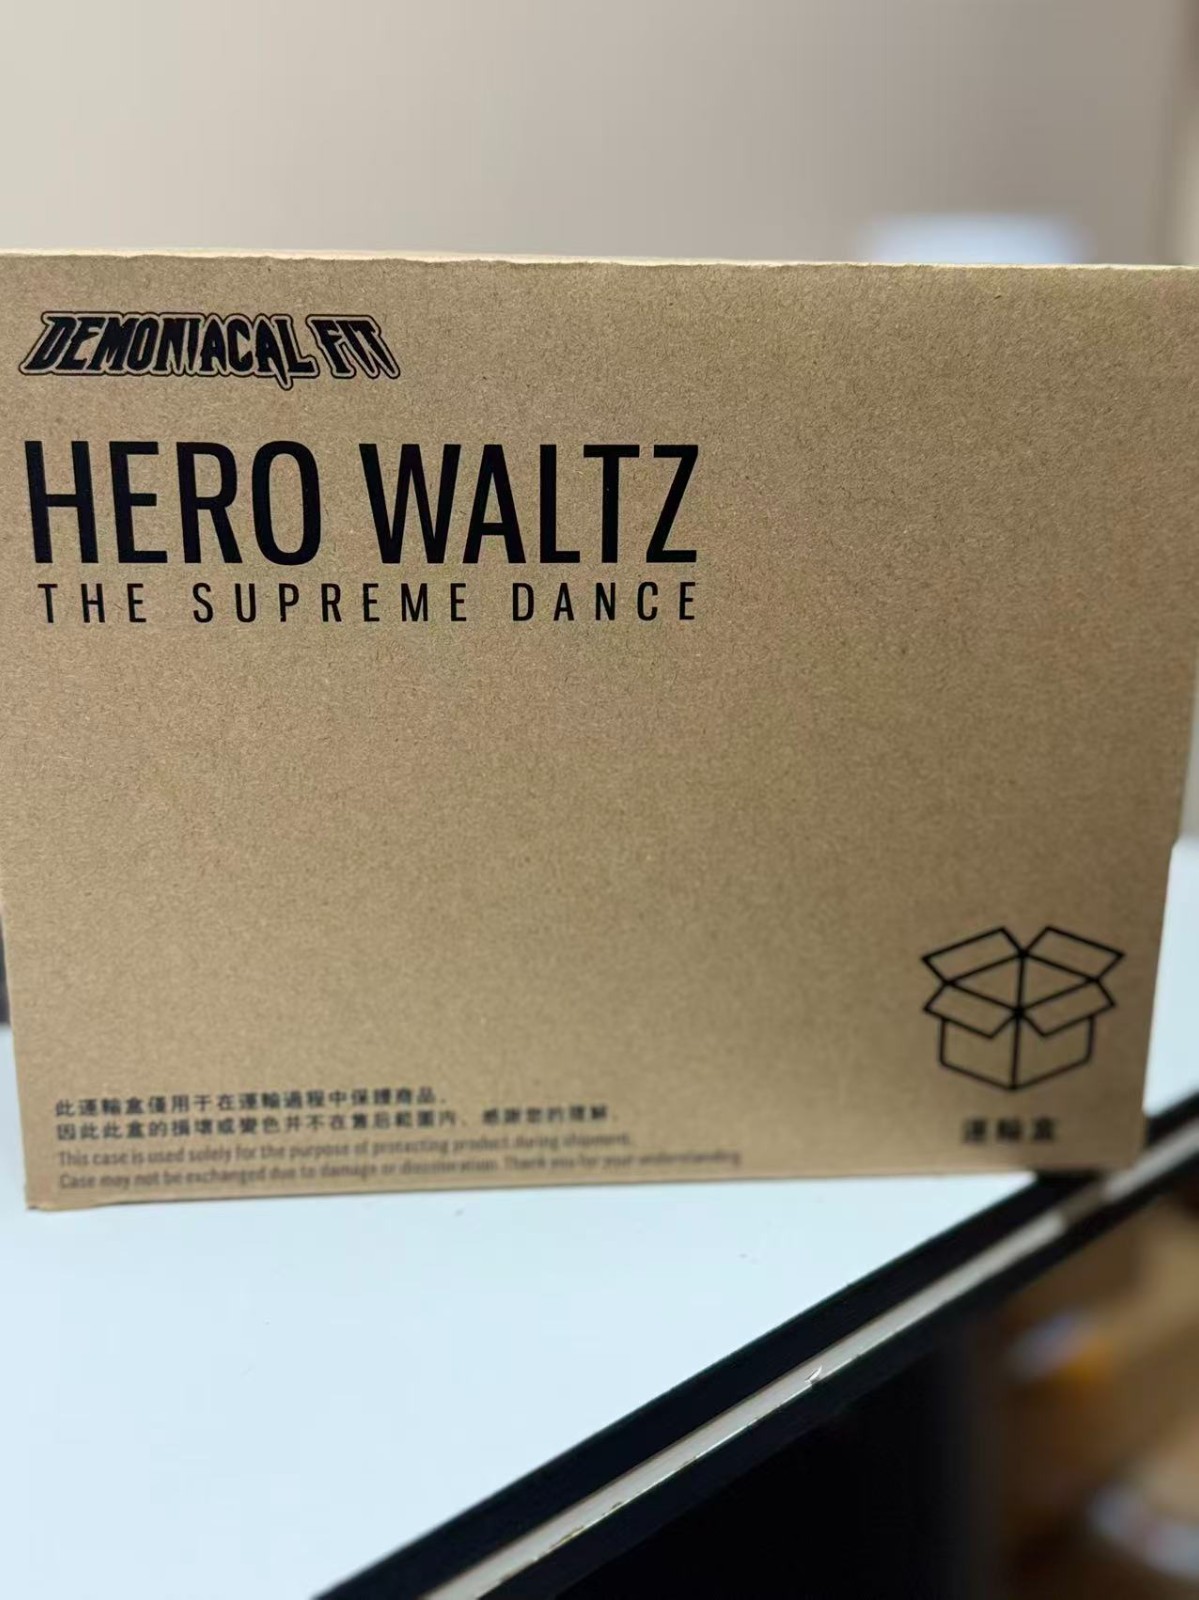 DEMONIACAL FIT
HERO WALTZ
THE SUPREME DANCE
此運輸盒僅用于在運輸過程中保護商品。
因此此盒的損壞或變色并不在售后範圍内、感謝您的理解。
This case is used solely for the purpose of protecting product during shipment.
Case may not be exchanged due to damage or discoloration. Thank you for your understanding
運輸盒